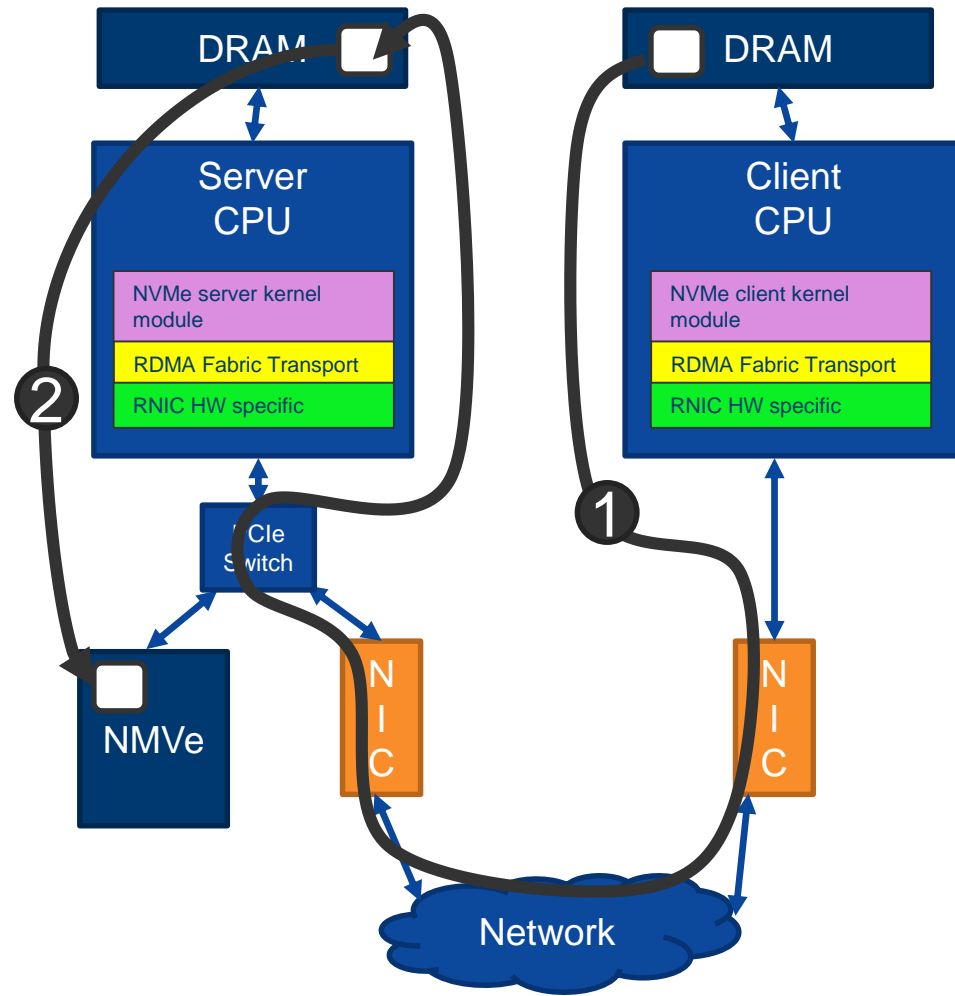 DRAM
DRAM
Server
CPU
NVMe server kernel
module
RDMA Fabric Transport
RNIC HW specific
Client
CPU
NVMe client kernel
module
RDMA Fabric Transport
RNIC HW specific
2
1
PCIe
Switch
NMVe
N
I
C
N
I
C
Network